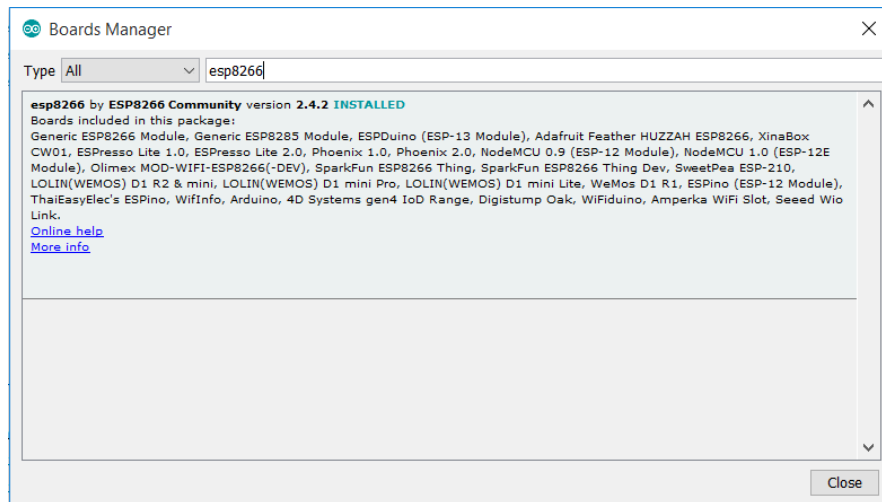 Boards Manager
Type All esp8266
esp8266 by ESP8266 Community version 2.4.2 INSTALLED
Boards included in this package:
Generic ESP8266 Module, Generic ESP8285 Module, ESPDuino (ESP-13 Module), Adafruit Feather HUZZAH ESP8266, XinaBox
CW01, ESPresso Lite 1.0, ESPresso Lite 2.0, Phoenix 1.0, Phoenix 2.0, NodeMCU 0.9 (ESP-12 Module), NodeMCU 1.0 (ESP-12E
Module), Olimex MOD-WIFI-ESP8266(-DEV), SparkFun ESP8266 Thing, SparkFun ESP8266 Thing Dev, SweetPea ESP-210,
LOLIN(WEMOS) D1 R2 & mini, LOLIN(WEMOS) D1 mini Pro, LOLIN(WEMOS) D1 mini Lite, WeMos D1 R1, ESPino (ESP-12 Module),
ThaiEasyElec's ESPino, WifInfo, Arduino, 4D Systems gen4 IoD Range, Digistump Oak, WiFiduino, Amperka WiFi Slot, Seeed Wio
Link.
Online help
More info
Close